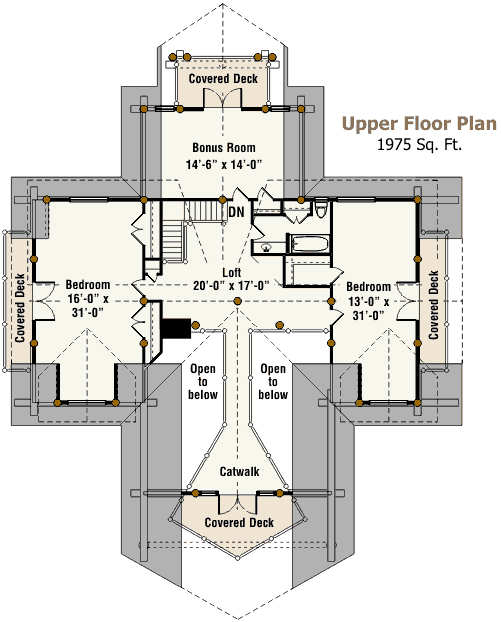 Covered Deck
Upper Floor Plan
1975 Sq. Ft.
Bonus Room
14'-6" x 14'-0"
DN
Loft
20'-0" x 17'-0"
Bedroom
16'-0" x
31'-0"
Bedroom
13'-0" x
31'-0"
Covered Deck
Covered Deck
Open
to
below
Open
to
below
Catwalk
Covered Deck